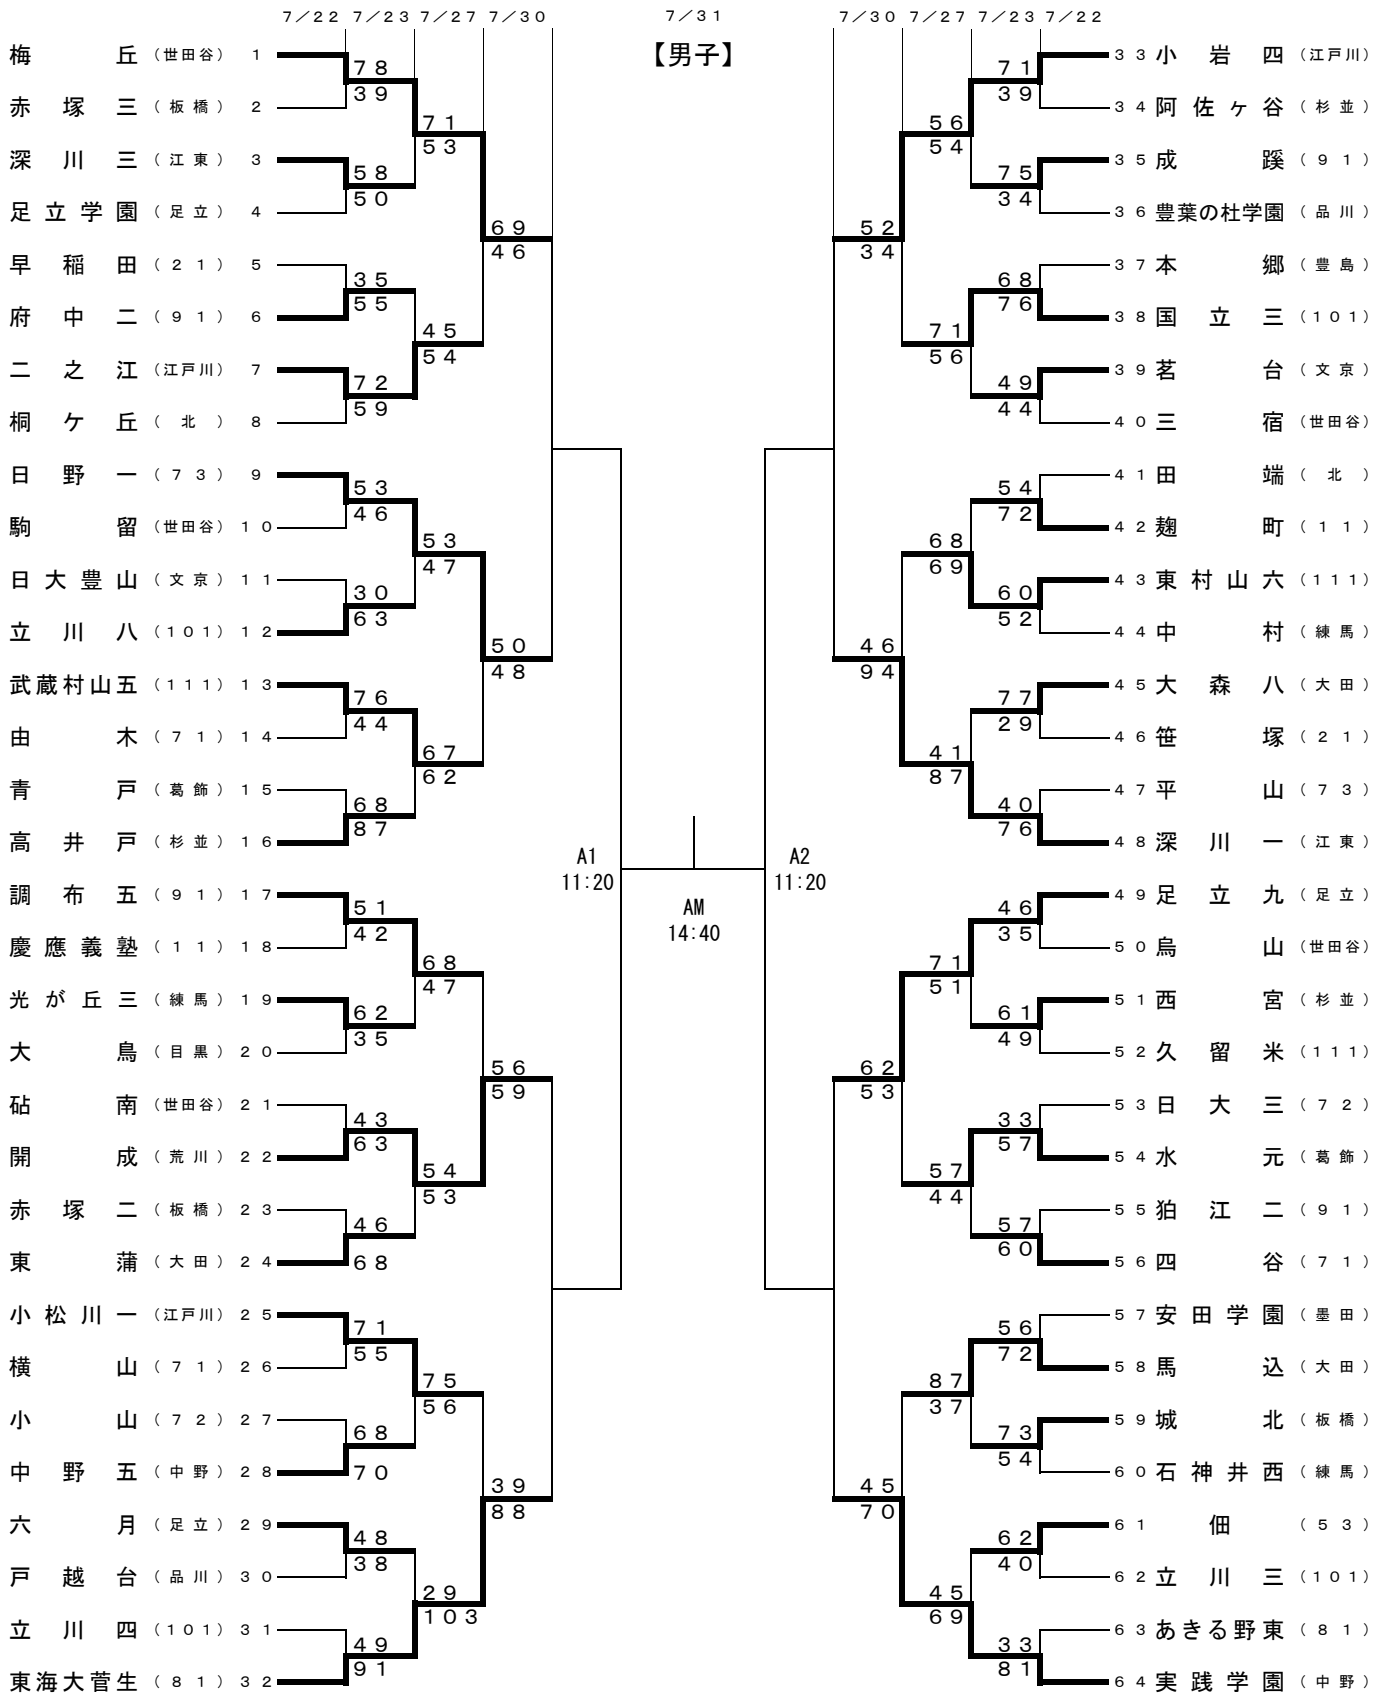 7/22 7/23 7/27 7/30 7/31 7/30 7/27 7/23 7/22
【男子】
梅丘 (世田谷) 1
78
39
赤塚三 (板橋) 2
71
53
深川三 (江東) 3
58
50
足立学園 (足立) 4
69
46
早稲田 (21) 5
35
55
府中二 (91) 6
45
54
二之江 (江戸川) 7
72
59
桐ケ丘 (北) 8
日野一 (73) 9
53
46
駒留 (世田谷) 10
53
47
日大豊山 (文京) 11
30
63
立川八 (101) 12
50
48
武蔵村山五 (111) 13
76
44
由木 (71) 14
67
62
青戸 (葛飾) 15
68
87
高井戸 (杉並) 16
A1
11:20
調布五 (91) 17
51
42
慶應義塾 (11) 18
68
47
光が丘三 (練馬) 19
62
35
大鳥 (目黒) 20
56
59
砧南 (世田谷) 21
43
63
開成 (荒川) 22
54
53
赤塚二 (板橋) 23
46
68
東蒲 (大田) 24
小松川一 (江戸川) 25
71
55
横山 (71) 26
75
56
小山 (72) 27
68
70
中野五 (中野) 28
39
88
六月 (足立) 29
48
38
戸越台 (品川) 30
29
103
立川四 (101) 31
49
91
東海大菅生 (81) 32
AM
14:40
33 小岩四 (江戸川)
71
39
34 阿佐ヶ谷 (杉並)
56
54
35 成蹊 (91)
75
34
36 豊葉の杜学園 (品川)
52
34
37 本郷 (豊島)
68
76
38 国立三 (101)
71
56
39 茗台 (文京)
49
44
40 三宿 (世田谷)
41 田端 (北)
54
72
42 麹町 (11)
68
69
43 東村山六 (111)
60
52
44 中村 (練馬)
46
94
45 大森八 (大田)
77
29
46 笹塚 (21)
41
87
47 平山 (73)
40
76
48 深川一 (江東)
A2
11:20
49 足立九 (足立)
46
35
50 烏山 (世田谷)
71
51
51 西宮 (杉並)
61
49
52 久留米 (111)
62
53
53 日大三 (72)
33
57
54 水元 (葛飾)
57
44
55 狛江二 (91)
57
60
56 四谷 (71)
57 安田学園 (墨田)
56
72
58 馬込 (大田)
87
37
59 城北 (板橋)
73
54
60 石神井西 (練馬)
45
70
61 佃 (53)
62
40
62 立川三 (101)
45
69
63 あきる野東 (81)
33
81
64 実践学園 (中野)